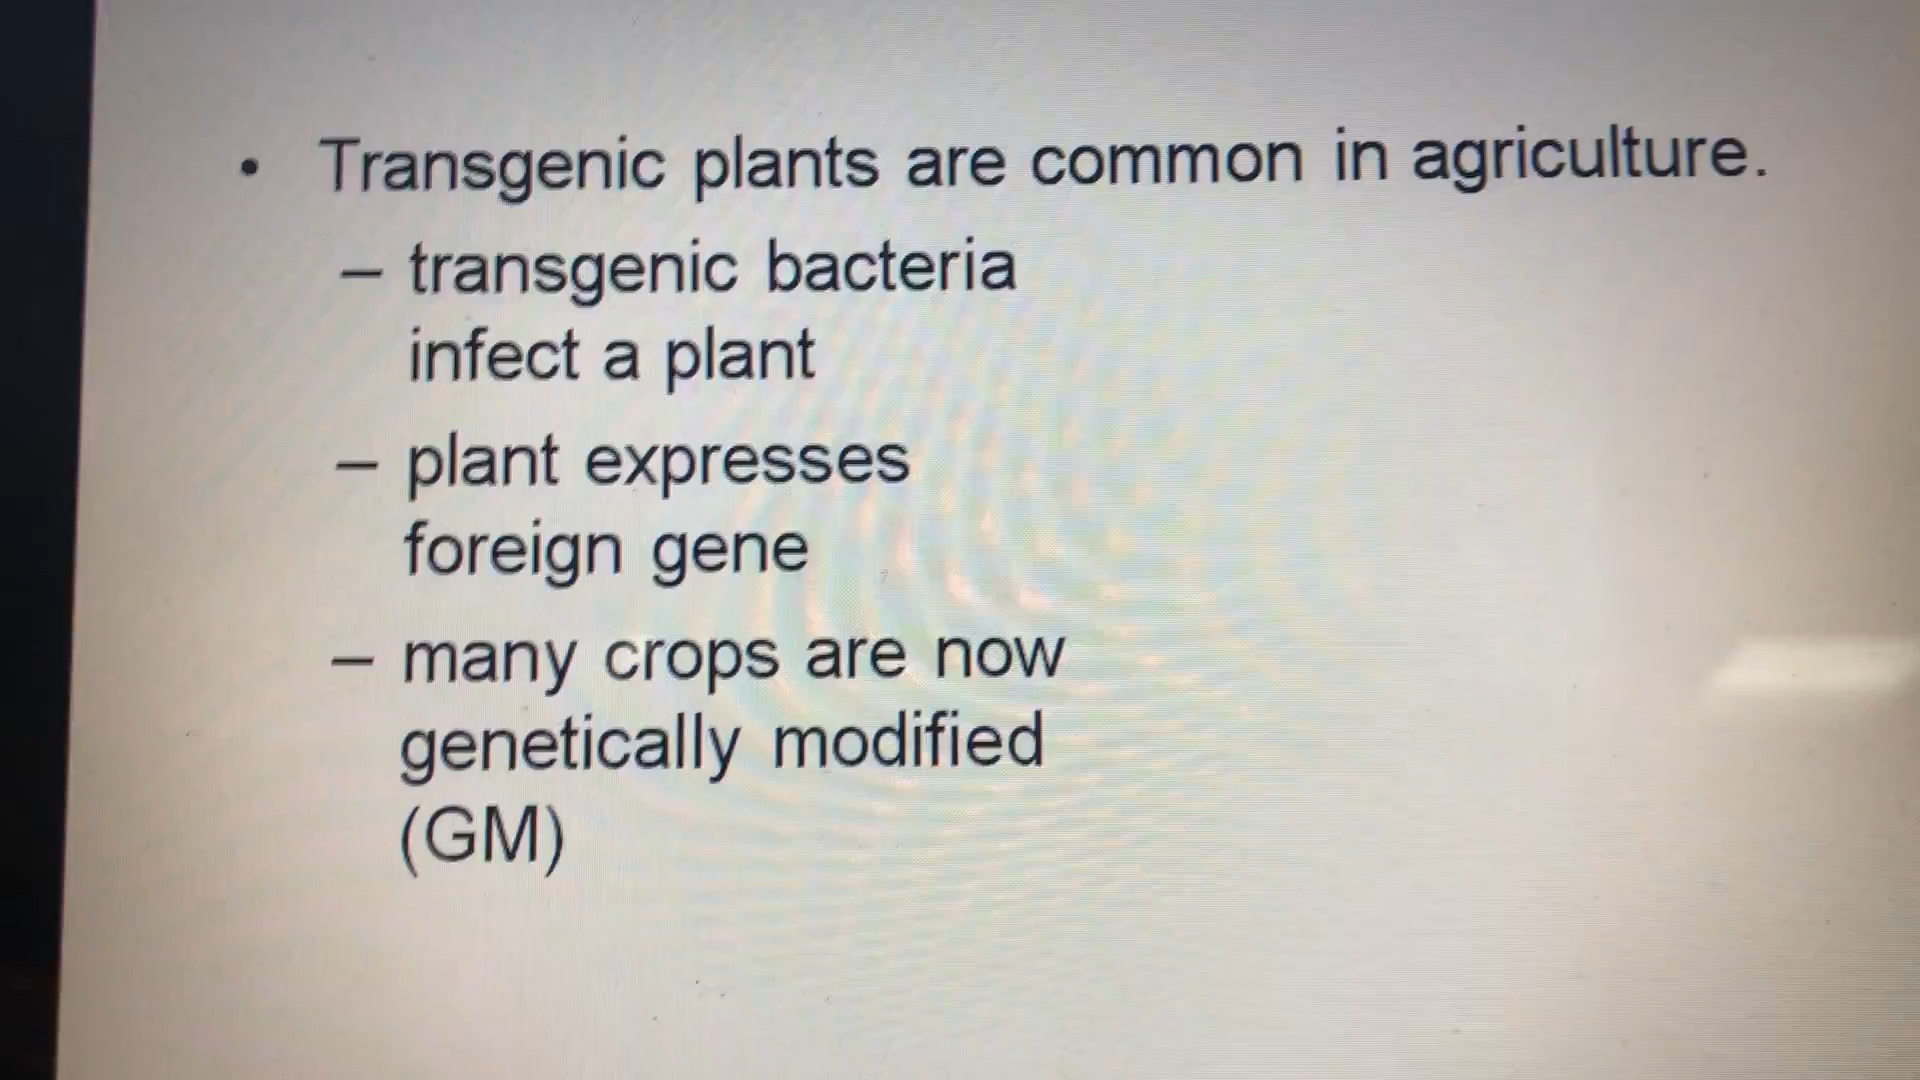 • Transgenic plants are common in agriculture.
– transgenic bacteria
infect a plant
– plant expresses
foreign gene
– many crops are now
genetically modified
(GM)